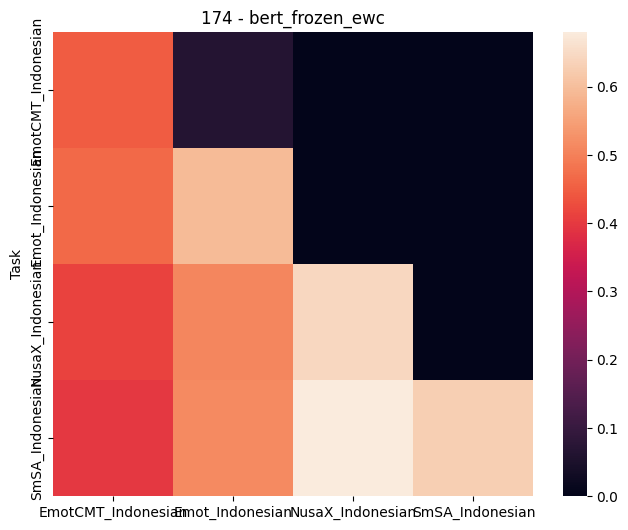 174 - bert_frozen_ewc
Task
EmotCMT_Indonesian
Emot_Indonesian
NusaX_Indonesian
SmSA_Indonesian
EmotCMT_Indonesian Emot_Indonesian NusaX_Indonesian SmSA_Indonesian
0.6
0.5
0.4
0.3
0.2
0.1
0.0